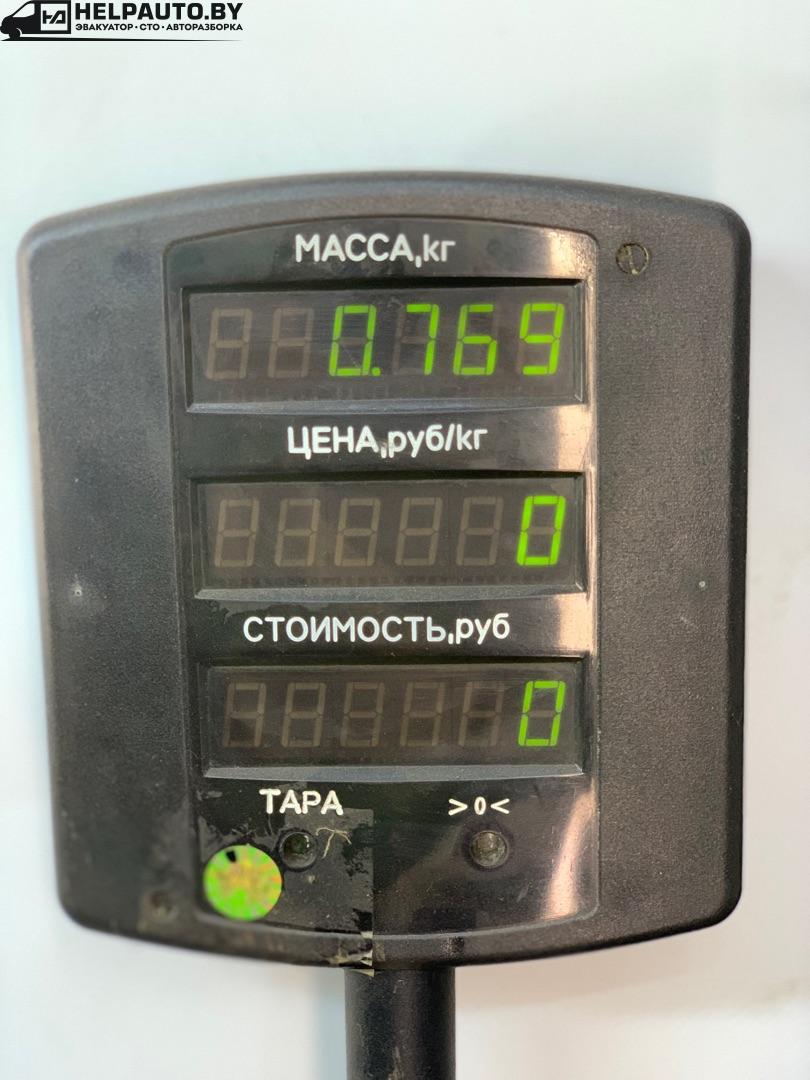 HELPAUTO.BY
ЭВАКУАТОР • СТО • АВТОРАЗБОРКА
МАССА,кг
0.769
ЦЕНА,руб/кг
0
СТОИМОСТЬ,руб
0
ТАРА >0<